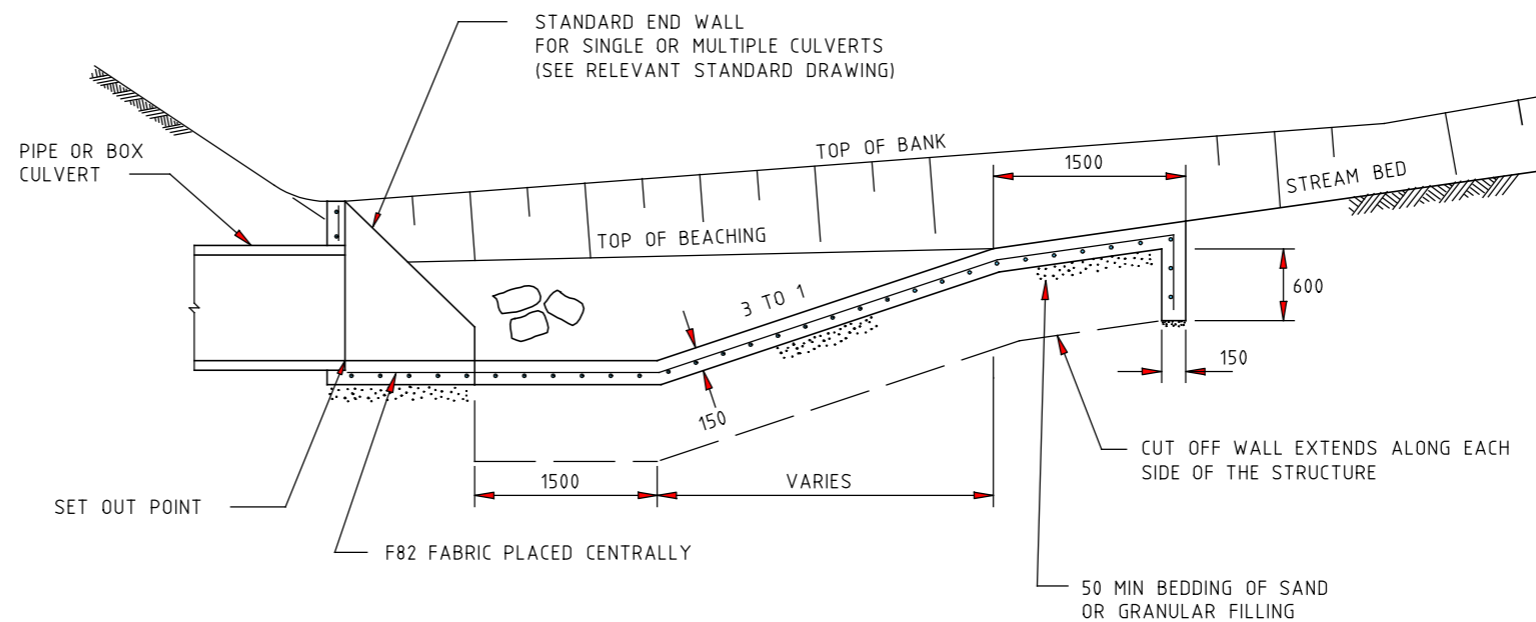 STANDARD END WALL
FOR SINGLE OR MULTIPLE CULVERTS
(SEE RELEVANT STANDARD DRAWING)
PIPE OR BOX
CULVERT
TOP OF BANK
1500
STREAM BED
TOP OF BEACHING
3 TO 1
600
150
150
CUT OFF WALL EXTENDS ALONG EACH
SIDE OF THE STRUCTURE
1500
VARIES
SET OUT POINT
F82 FABRIC PLACED CENTRALLY
50 MIN BEDDING OF SAND
OR GRANULAR FILLING